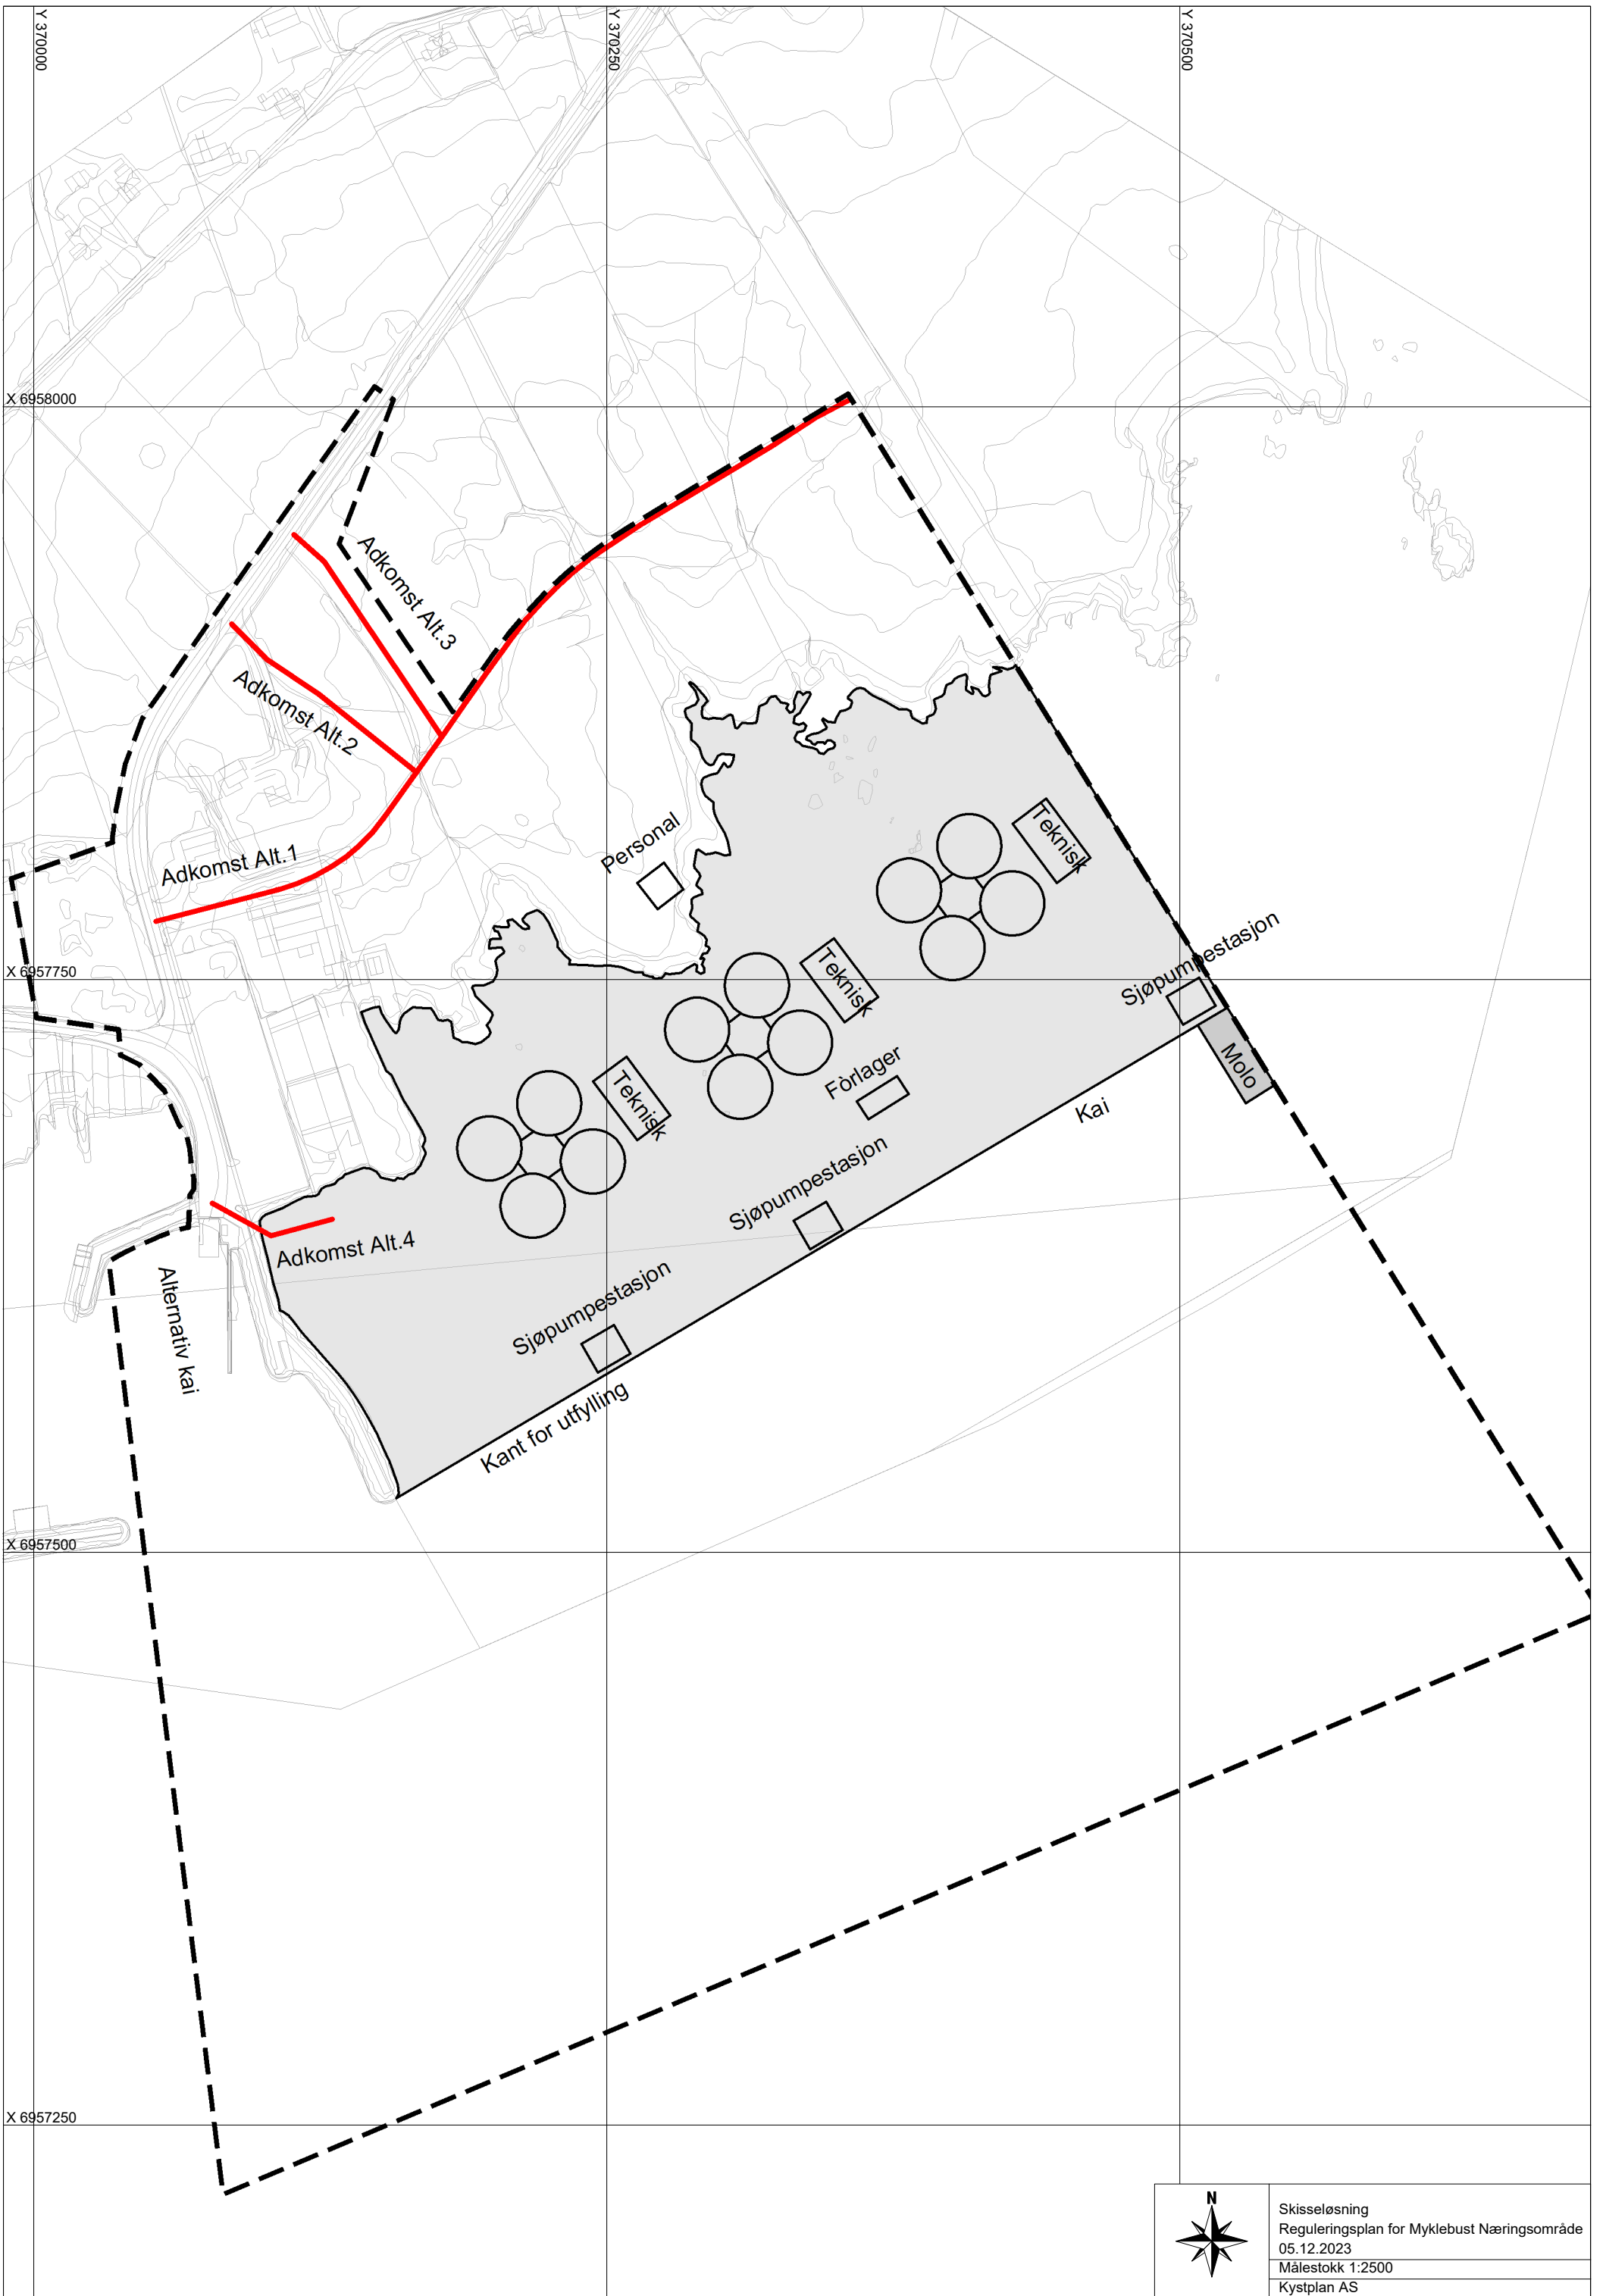 Y 370000
Y 370250
Y 370500
X 6958000
Adkomst Alt.3
Adkomst Alt.2
Adkomst Alt.1
Personal
Teknisk
X 6957750
Teknisk
Sjøpumpestasjon
Molo
Fòrlager
Kai
Teknisk
Sjøpumpestasjon
Adkomst Alt.4
Alternativ kai
Sjøpumpestasjon
Kant for utfylling
X 6957500
X 6957250
N
Skisseløsning
Reguleringsplan for Myklebust Næringsområde
05.12.2023
Målestokk 1:2500
Kystplan AS